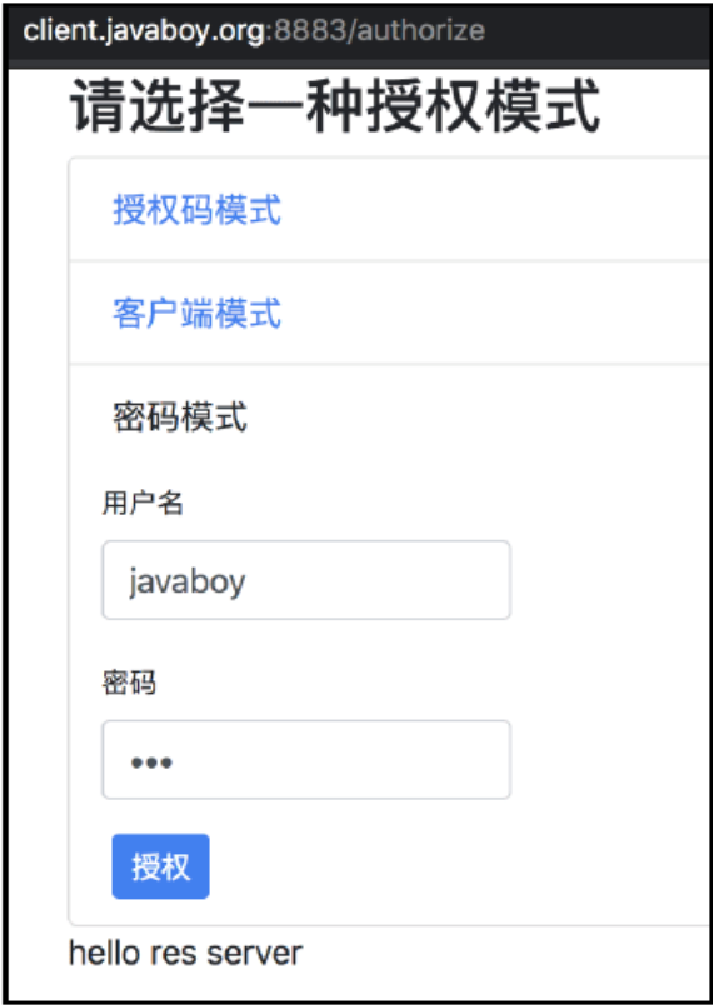 client.javaboy.org:8883/authorize
请选择一种授权模式
授权码模式
客户端模式
密码模式
用户名
javaboy
密码
•••
授权
hello res server